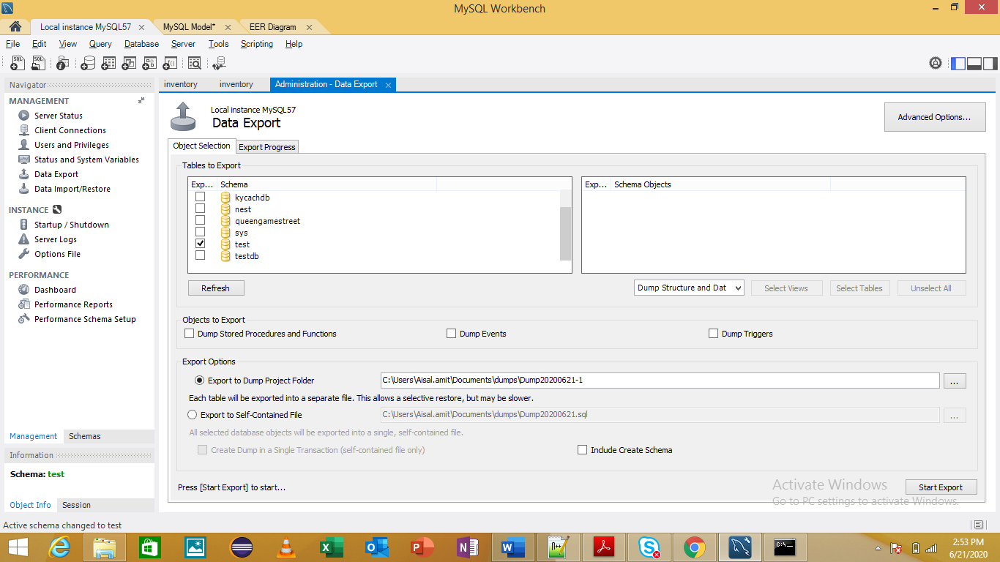 MySQL Workbench
Local instance MySQL57
MySQL Model*
EER Diagram
File Edit View Query Database Server Tools Scripting Help
Navigator
MANAGEMENT
Server Status
Client Connections
Users and Privileges
Status and System Variables
Data Export
Data Import/Restore
INSTANCE
Startup / Shutdown
Server Logs
Options File
PERFORMANCE
Dashboard
Performance Reports
Performance Schema Setup
Management Schemas
Information
Schema: test
Object Info Session
inventory inventory Administration - Data Export
Local instance MySQL57
Data Export
Advanced Options...
Object Selection Export Progress
Tables to Export
Exp... Schema
kycachdb
nest
queengamestreet
sys
test
testdb
Exp... Schema Objects
Refresh
Dump Structure and Dat
Select Views
Select Tables
Unselect All
Objects to Export
Dump Stored Procedures and Functions
Dump Events
Dump Triggers
Export Options
Export to Dump Project Folder
C:\Users\Aisal.amit\Documents\dumps\Dump20200621-1
...
Each table will be exported into a separate file. This allows a selective restore, but may be slower.
Export to Self-Contained File
C:\Users\Aisal.amit\Documents\dumps\Dump20200621.sql
...
All selected database objects will be exported into a single, self-contained file.
Create Dump in a Single Transaction (self-contained file only)
Include Create Schema
Press [Start Export] to start...
Start Export
Activate Windows
Go to PC settings to activate Windows.
Active schema changed to test
2:53 PM
6/21/2020